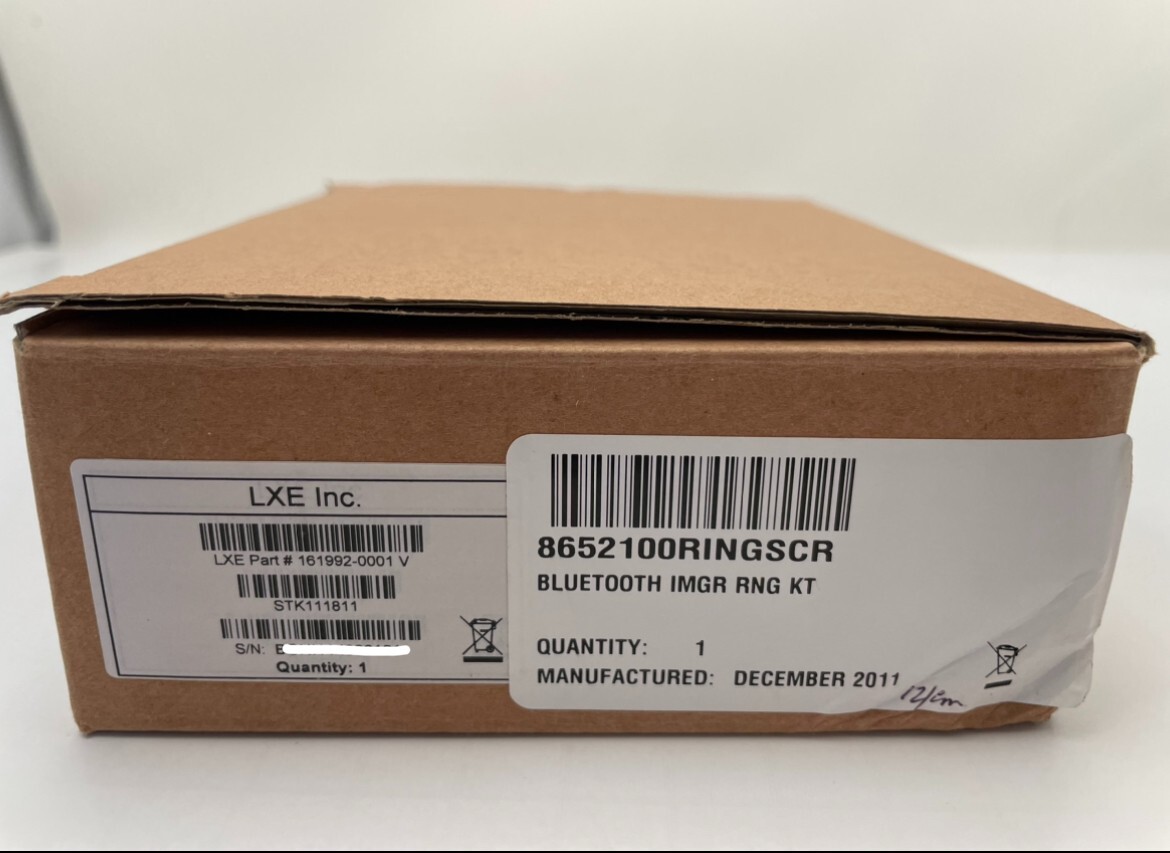 LXE Inc.
LXE Part # 161992-0001 V
STK111811
S/N:
Quantity: 1
8652100RINGSCR
BLUETOOTH IMGR RNG KT
QUANTITY: 1
MANUFACTURED: DECEMBER 2011